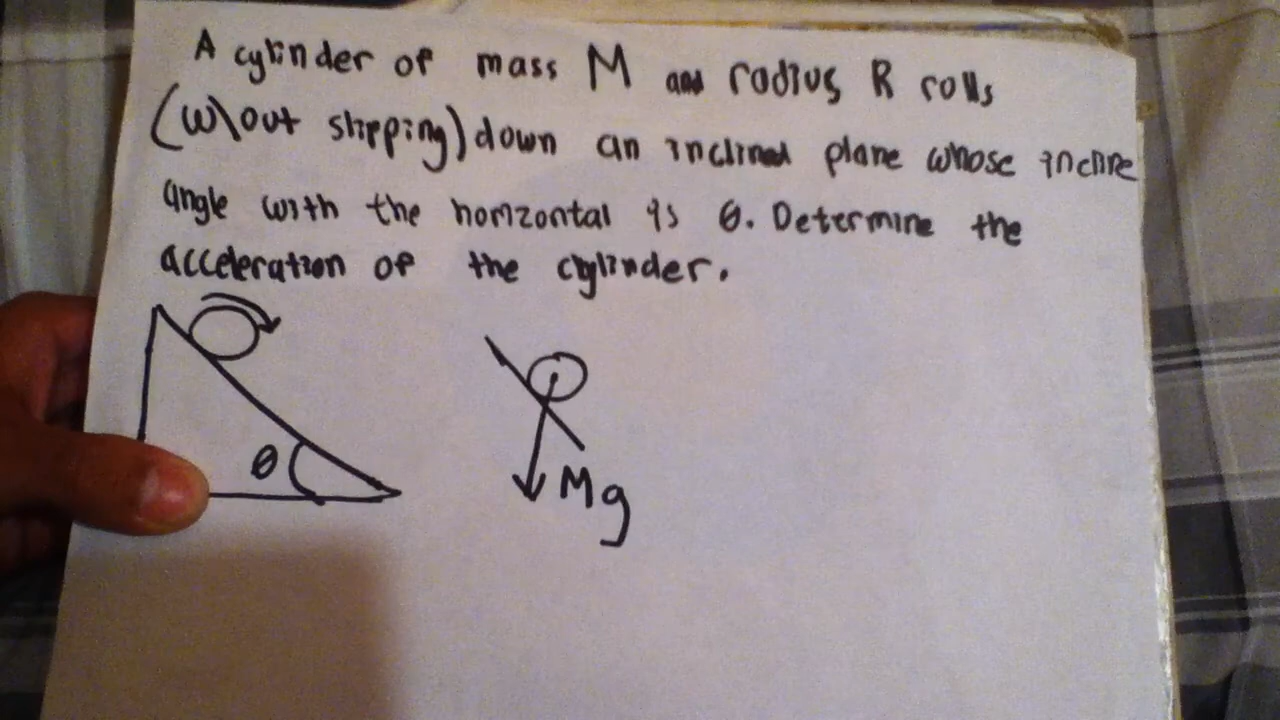 A cylinder of mass M and radius R rolls
(w\out slipping) down an inclined plane whose incline
angle with the horizontal is θ. Determine the
acceleration of the cylinder.
θ
Mg